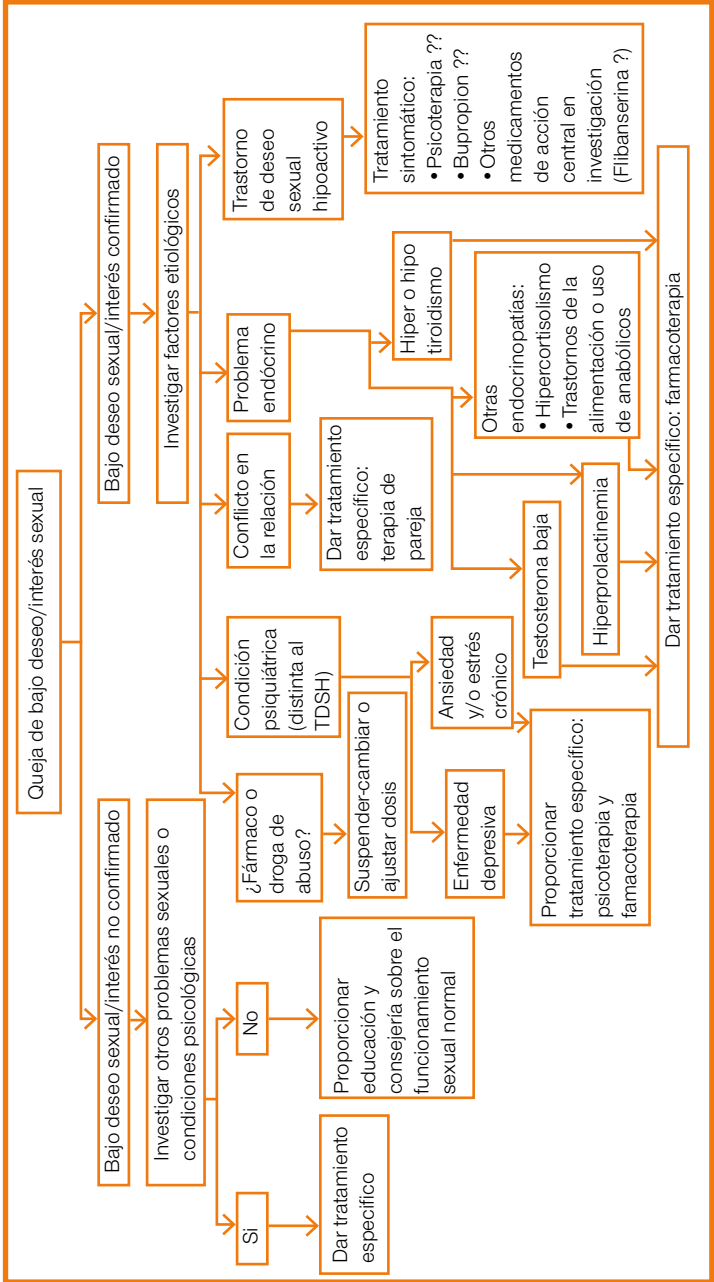 Queja de bajo deseo/interés sexual
Bajo deseo sexual/interés no confirmado
Bajo deseo sexual/interés confirmado
Investigar otros problemas sexuales o
condiciones psicológicas
Investigar factores etiológicos
Si
No
Dar tratamiento
específico
Proporcionar
educación y
consejería sobre el
funcionamiento
sexual normal
¿Fármaco o
droga de
abuso?
Condición
psiquiátrica
(distinta al
TDSH)
Conflicto en
la relación
Problema
endócrino
Trastorno
de deseo
sexual
hipoactivo
Suspender-cambiar o
ajustar dosis
Dar tratamiento
específico:
terapia de
pareja
Tratamiento
sintomático:
• Psicoterapia ??
• Bupropion ??
• Otros
medicamentos
de acción
central en
investigación
(Flibanserina ?)
Enfermedad
depresiva
Ansiedad
y/o estrés
crónico
Hiper o hipo
tiroidismo
Otras
endocrinopatías:
• Hipercortisolismo
• Trastornos de la
alimentación o uso
de anabólicos
Testosterona baja
Hiperprolactinemia
Proporcionar
tratamiento específico:
psicoterapia y
famacoterapia
Dar tratamiento específico: farmacoterapia